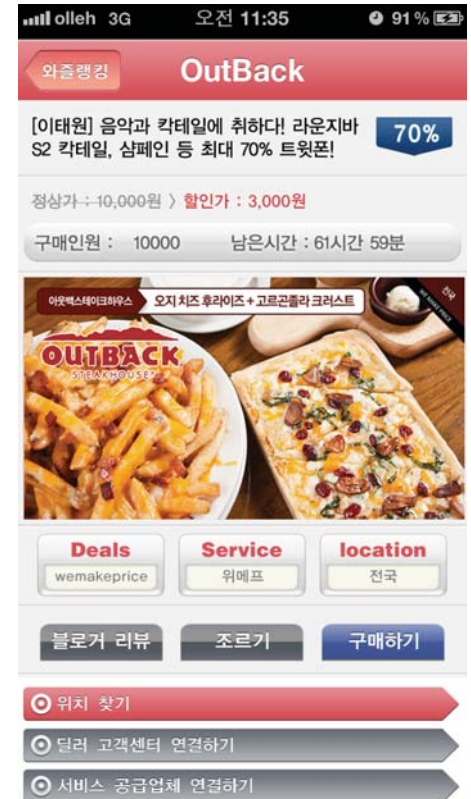 olleh 3G 오전 11:35 91%
와즐랭킹 OutBack
[이태원] 음악과 칵테일에 취하다! 라운지바
S2 칵테일, 샴페인 등 최대 70% 트윗폰!
70%
정상가 : 10,000원 > 할인가 : 3,000원
구매인원 : 10000 남은시간 : 61시간 59분
아웃백스테이크하우스 오지 치즈 후라이즈 + 고르곤졸라 크러스트
전국
WE MAKE PRICE
OUTBACK
STEAKHOUSE®
Deals Service location
wemakeprice 위메프 전국
블로거 리뷰 조르기 구매하기
위치 찾기
딜러 고객센터 연결하기
서비스 공급업체 연결하기